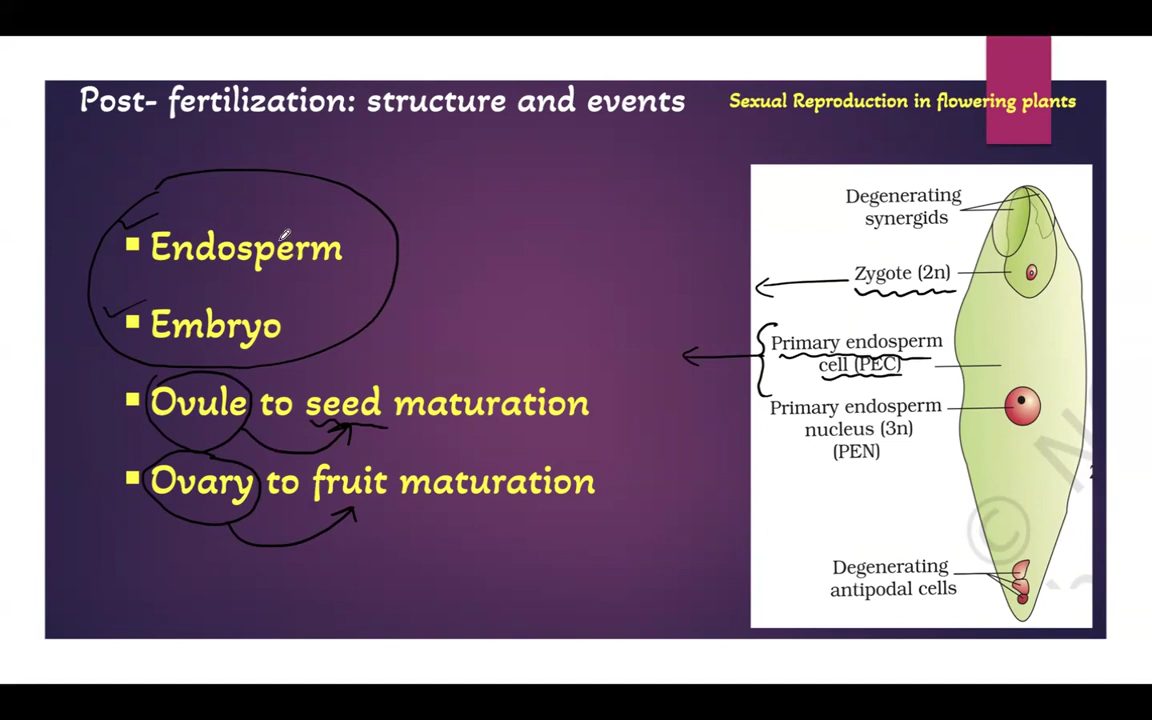 Post- fertilization: structure and events
Sexual Reproduction in flowering plants
Endosperm
Embryo
Ovule to seed maturation
Ovary to fruit maturation
Degenerating
synergids
Zygote (2n)
Primary endosperm
cell (PEC)
Primary endosperm
nucleus (3n)
(PEN)
Degenerating
antipodal cells
© N